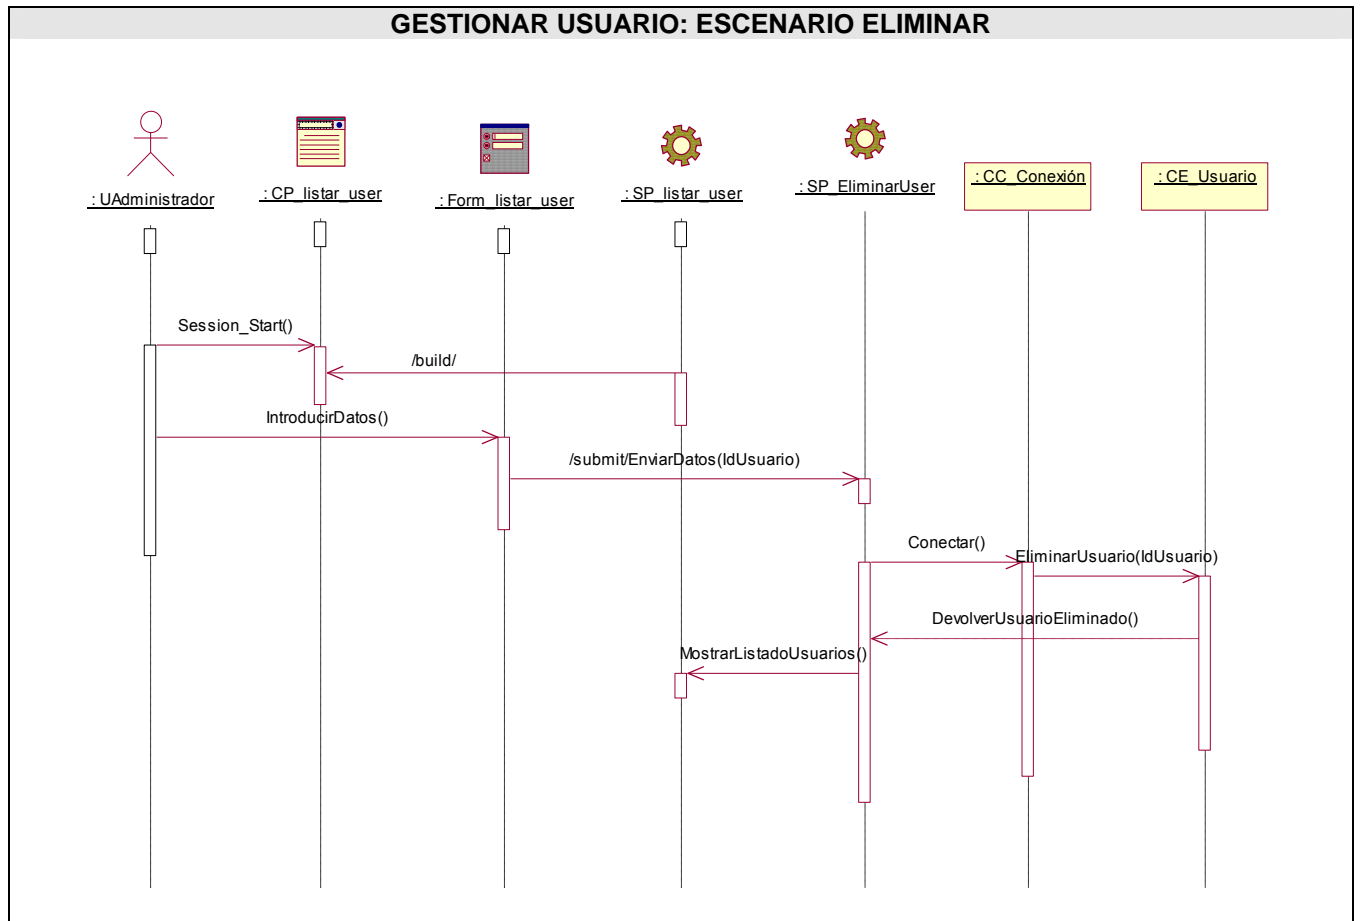 GESTIONAR USUARIO: ESCENARIO ELIMINAR
: UAdministrador
: CP_listar_user
: Form_listar_user
: SP_listar_user
: SP_EliminarUser
: CC_Conexión
: CE_Usuario
Session_Start()
/build/
IntroducirDatos()
/submit/EnviarDatos(IdUsuario)
Conectar()
EliminarUsuario(IdUsuario)
DevolverUsuarioEliminado()
MostrarListadoUsuarios()